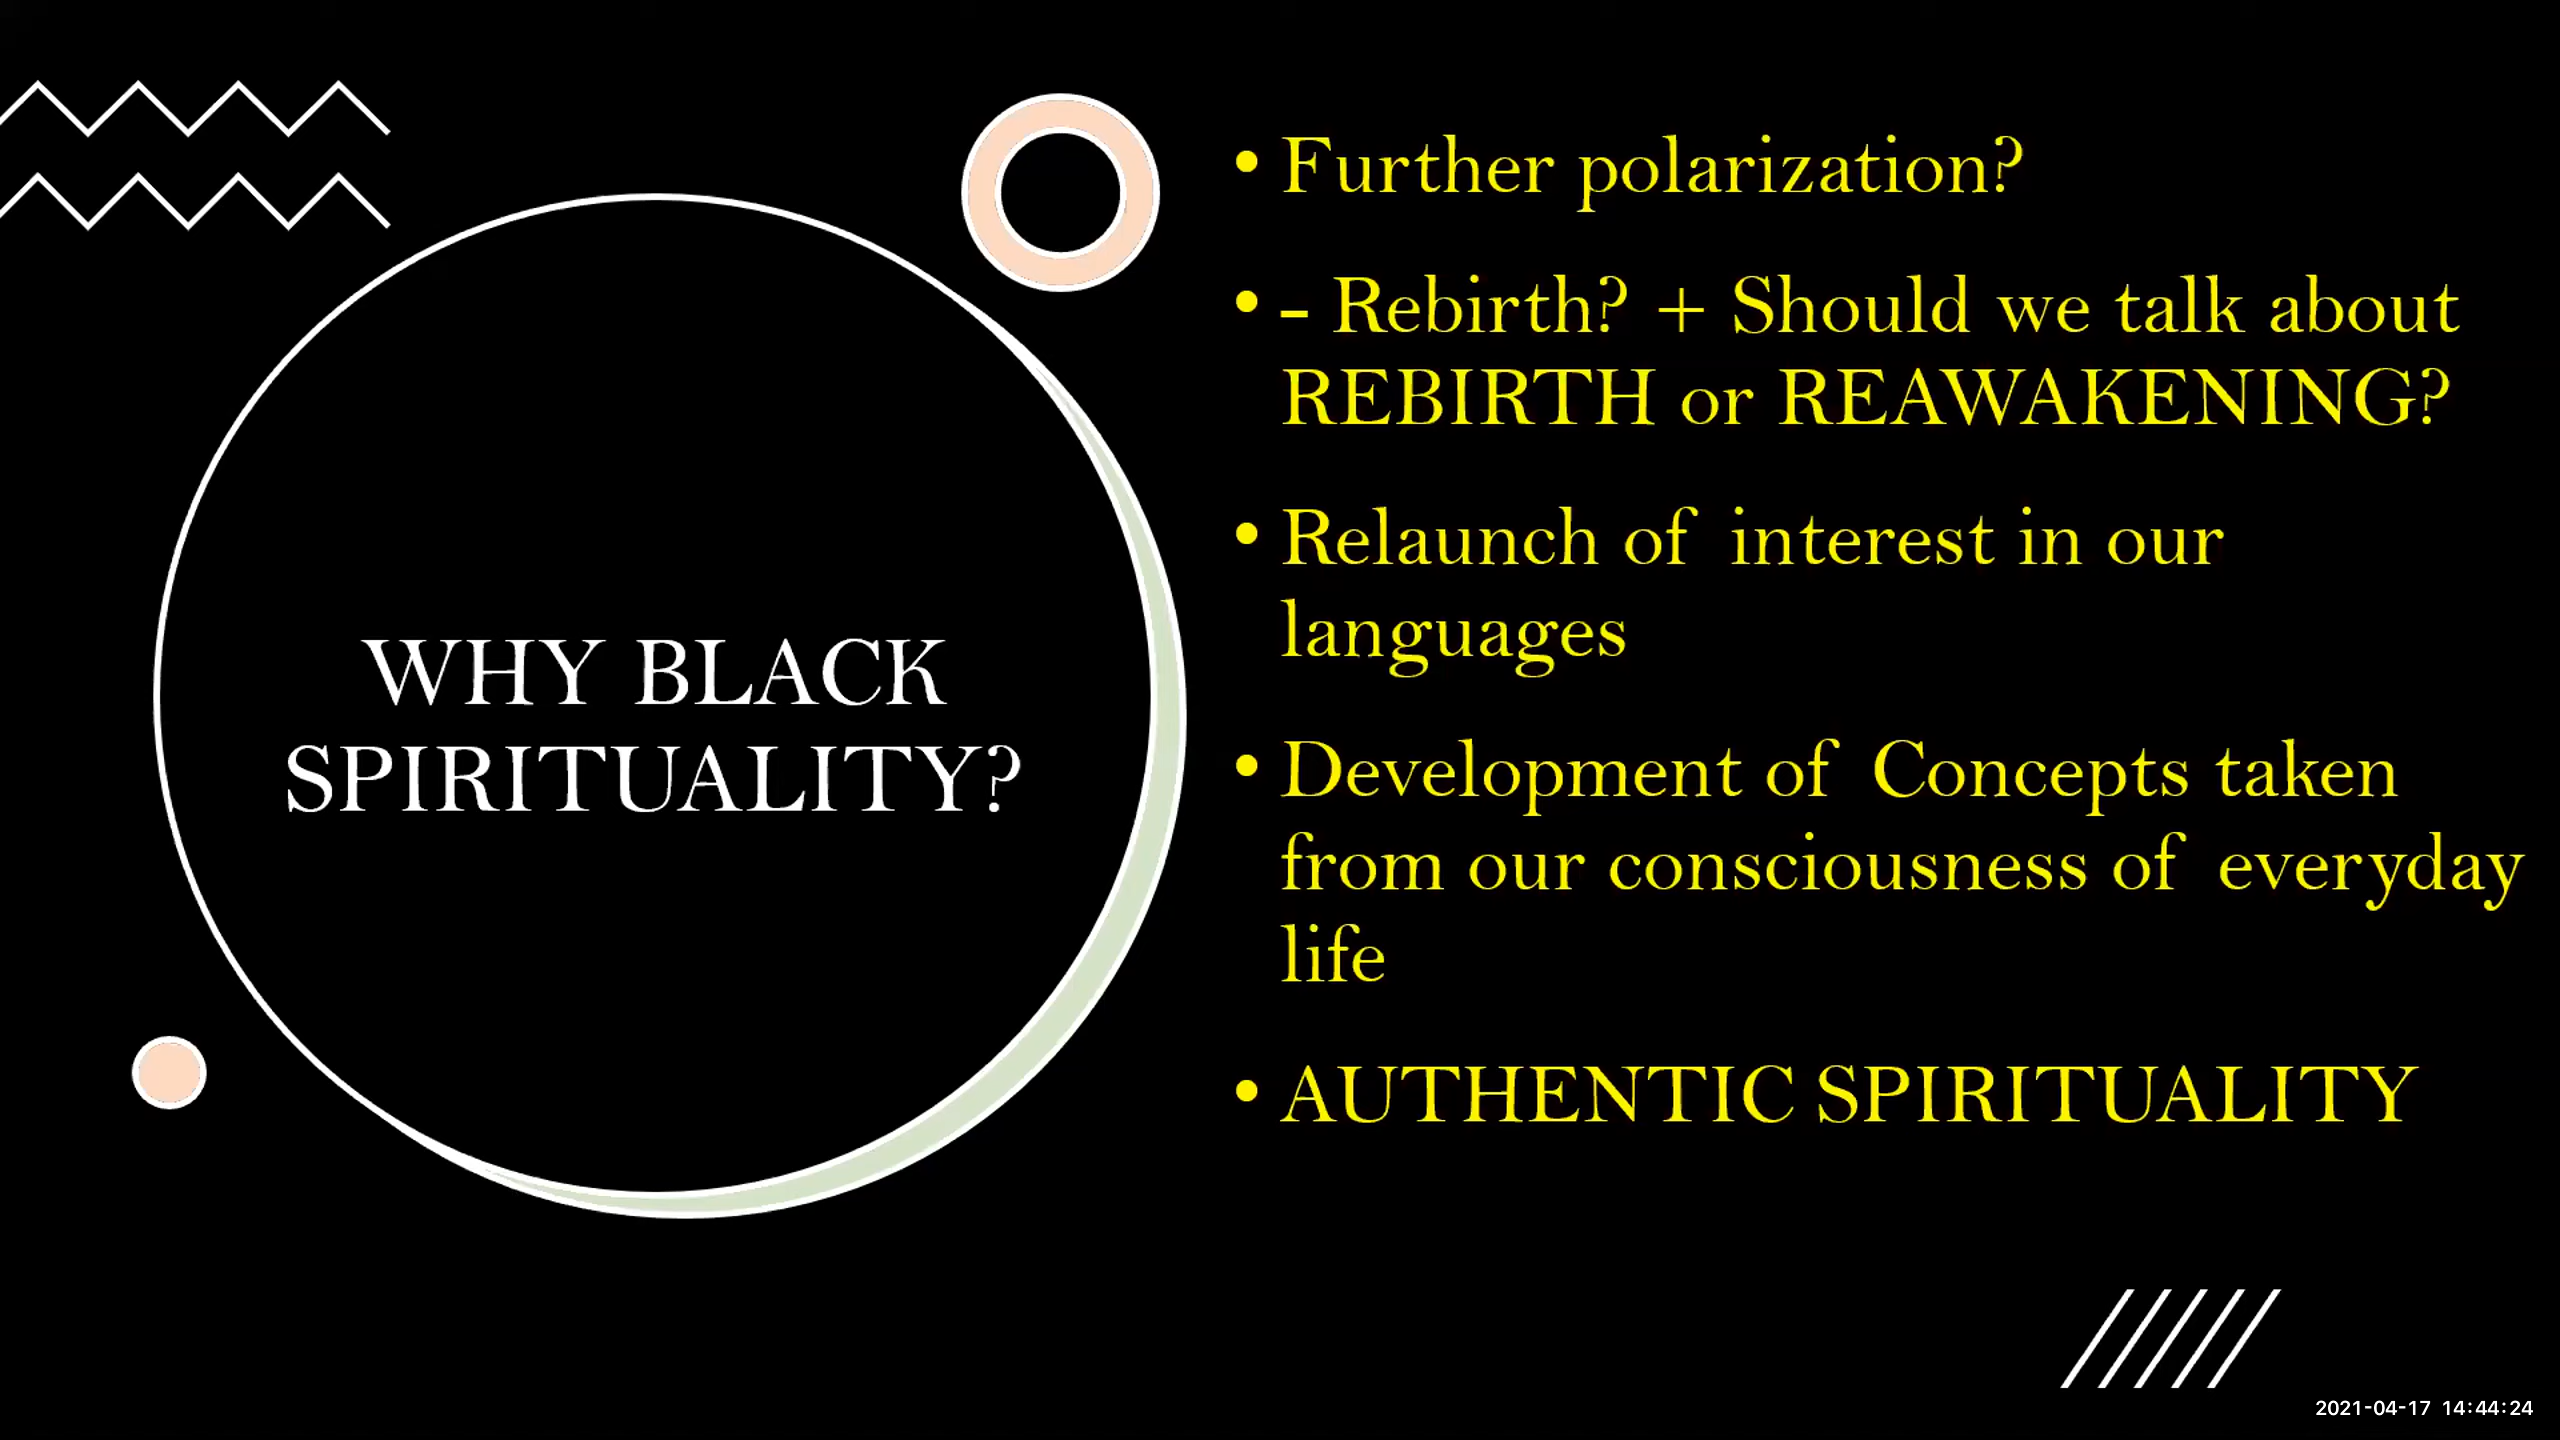 WHY BLACK
SPIRITUALITY?
• Further polarization?
• - Rebirth? + Should we talk about
REBIRTH or REAWAKENING?
• Relaunch of interest in our
languages
• Development of Concepts taken
from our consciousness of everyday
life
• AUTHENTIC SPIRITUALITY
2021-04-17 14:44:24